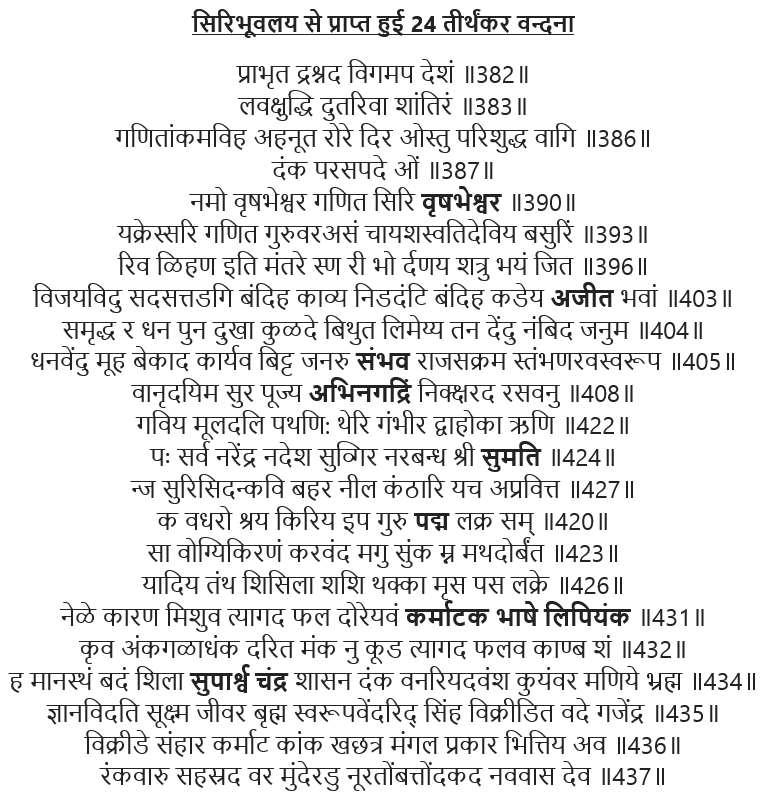 सिरिभूवलय से प्राप्त हुई 24 तीर्थंकर वन्दना
प्राभृत द्रश्नद विगमप देशं ॥382॥
लवक्षुद्धि दुतरिवा शांतिरं ॥383॥
गणितांकमविह अहनूत रोरे दिर ओस्तु परिशुद्ध वागि ॥386॥
दंक परसपदे ओं ॥387॥
नमो वृषभेश्वर गणित सिरि वृषभेश्वर ॥390॥
यक्रेस्सरि गणित गुरुवरअसं चायशस्वतिदेविय बसुरिं ॥393॥
रिव ळिहण इति मंतरे स्ण री भो र्दणय शत्रु भयं जित ॥396॥
विजयविदु सदसत्तडगि बंदिह काव्य निडदंटि बंदिह कडेय अजीत भवां ॥403॥
समृद्ध र धन पुन दुखा कुळदे बिथुत लिमेय्य तन देंदु नंबिद जनुम ॥404॥
धनवेंदु मूह बेकाद कार्यव बिट्ट जनरु संभव राजसक्रम स्तंभणरवस्वरूप ॥405॥
वानृदयिम सुर पूज्य अभिनगद्रिं निक्क्षरद रसवनु ॥408॥
गविय मूलदलि पथणि: थेरि गंभीर द्वाहोका ऋणि ॥422॥
पः सर्व नरेंद्र नदेश सुव्गिर नरबन्ध श्री सुमति ॥424॥
न्ज सुरिसिदन्कवि बहर नील कंठारि यच अप्रवित्त ॥427॥
क वधरो श्रय किरिय इप गुरु पद्म लक्र सम् ॥420॥
सा वोग्यिकिरणं करवंद मगु सुंक म्न मथदोर्बंत ॥423॥
यादिय तंथ शिसिला शशि थक्का मृस पस लक्रे ॥426॥
नेळे कारण मिशुव त्यागद फल दोरेयवं कर्माटक भाषे लिपियंक ॥431॥
कृव अंकगळाधंक दरित मंक नु कूड त्यागद फलव काण्ब शं ॥432॥
ह मानस्थं बदं शिला सुपार्श्व चंद्र शासन दंक वनरियदवंश कुयंवर मणिये भ्रह्म ॥434॥
ज्ञानविदति सूक्ष्म जीवर बृह्म स्वरूपवेंदरिद् सिंह विक्रीडित वदे गजेंद्र ॥435॥
विक्रीडे संहार कर्माट कांक खछत्र मंगल प्रकार भित्तिय अव ॥436॥
रंकवारु सहस्रद वर मुंदेरडु नूरतोंबत्तोंदकद नववास देव ॥437॥